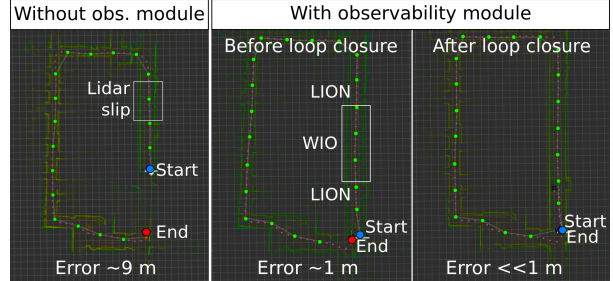 Without obs. module
With observability module
Lidar
slip
Start
End
Error ~9 m
Before loop closure
LION
WIO
LION
Start
End
Error ~1 m
After loop closure
Start
End
Error <<1 m